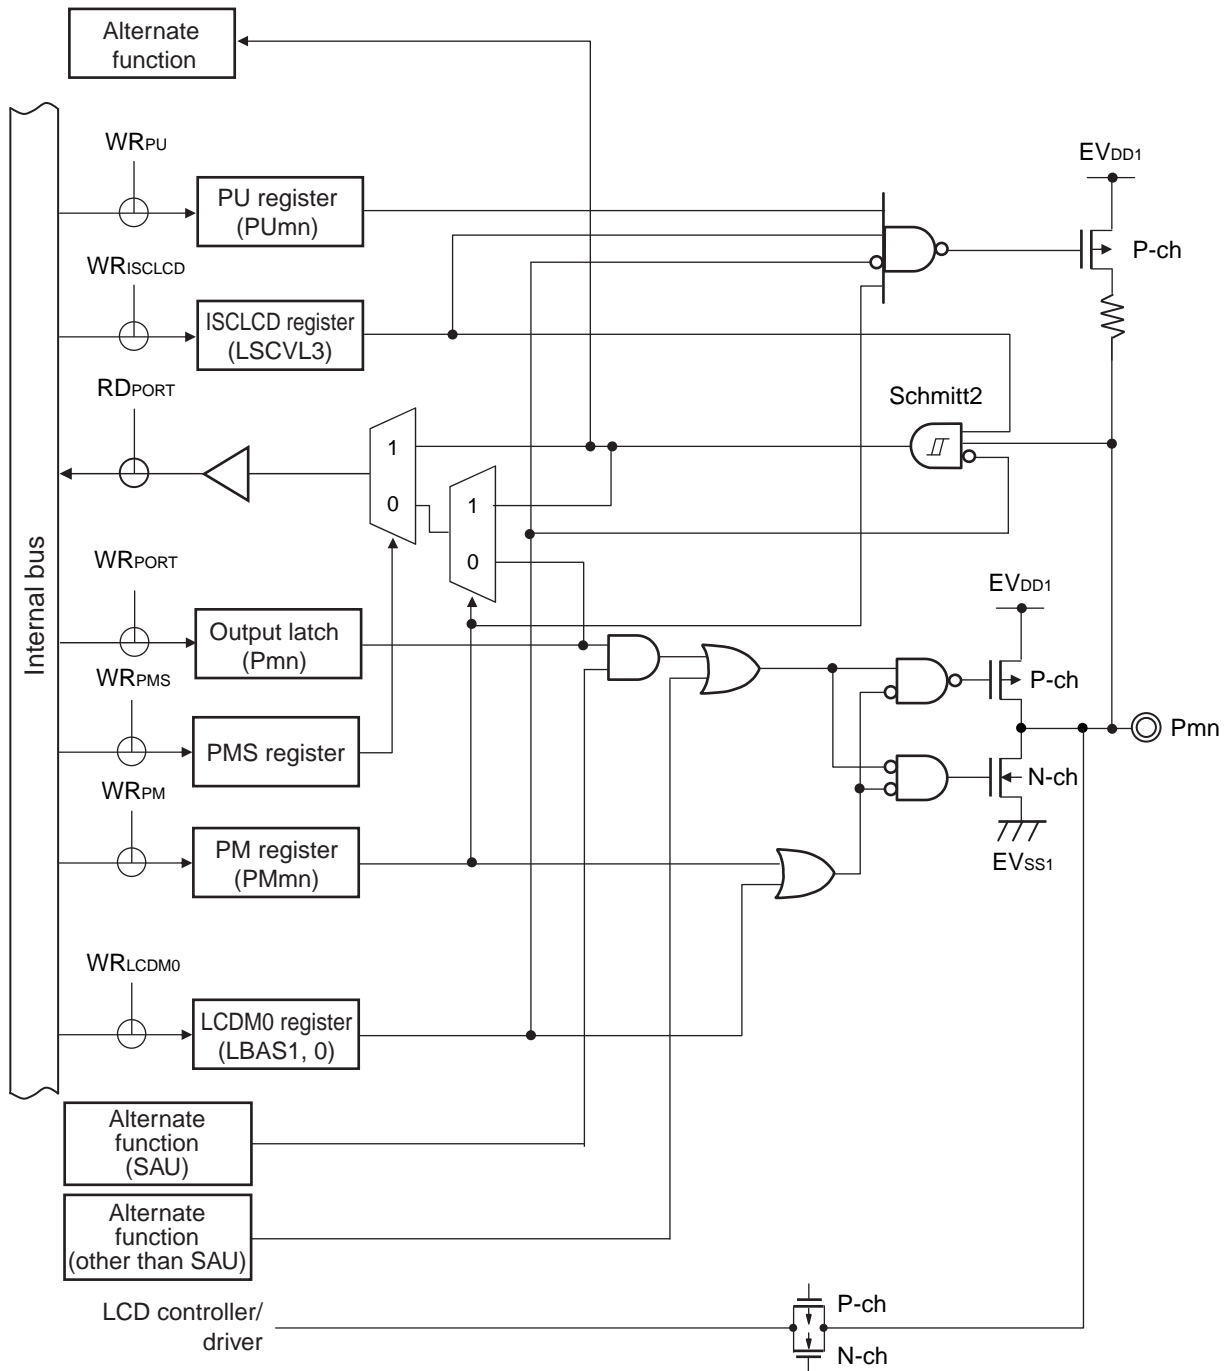 Alternate
function
WRPU
EVDD1
PU register
(PUmn)
P-ch
WRISCLCD
ISCLCD register
(LSCVL3)
RDPORT
Schmitt2
1
0
1
0
Internal bus
WRPORT
EVDD1
Output latch
(Pmn)
P-ch
WRPMS
Pmn
PMS register
N-ch
WRPM
PM register
(PMmn)
EVSS1
WRLCDM0
LCDM0 register
(LBAS1, 0)
Alternate
function
(SAU)
Alternate
function
(other than SAU)
LCD controller/
driver
P-ch
N-ch